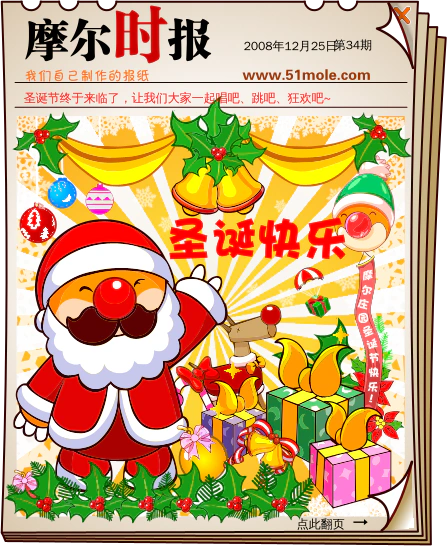 摩尔时报
2008年12月25日第34期
我们自己制作的报纸
www.51mole.com
圣诞节终于来临了，让我们大家一起唱吧、跳吧、狂欢吧~
圣诞快乐
摩尔庄园圣诞节快乐！
点此翻页